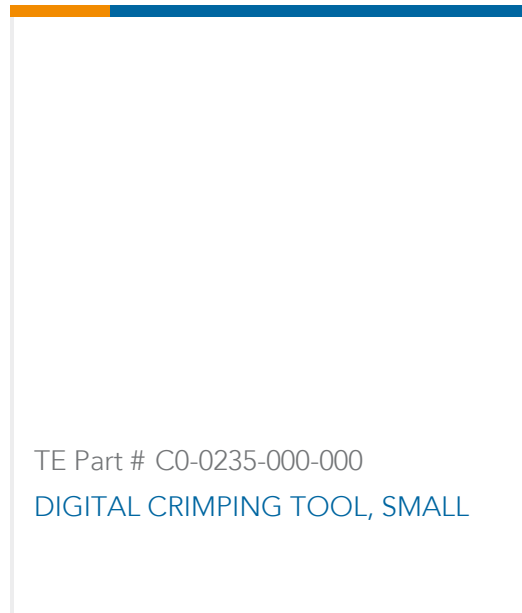 TE Part # C0-0235-000-000
DIGITAL CRIMPING TOOL, SMALL